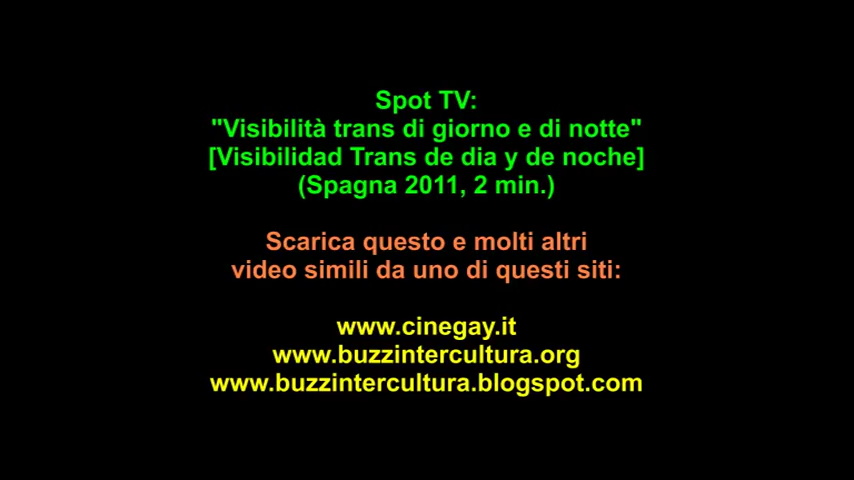 Spot TV:
"Visibilità trans di giorno e di notte"
[Visibilidad Trans de dia y de noche]
(Spagna 2011, 2 min.)
Scarica questo e molti altri
video simili da uno di questi siti:
www.cinegay.it
www.buzzintercultura.org
www.buzzintercultura.blogspot.com